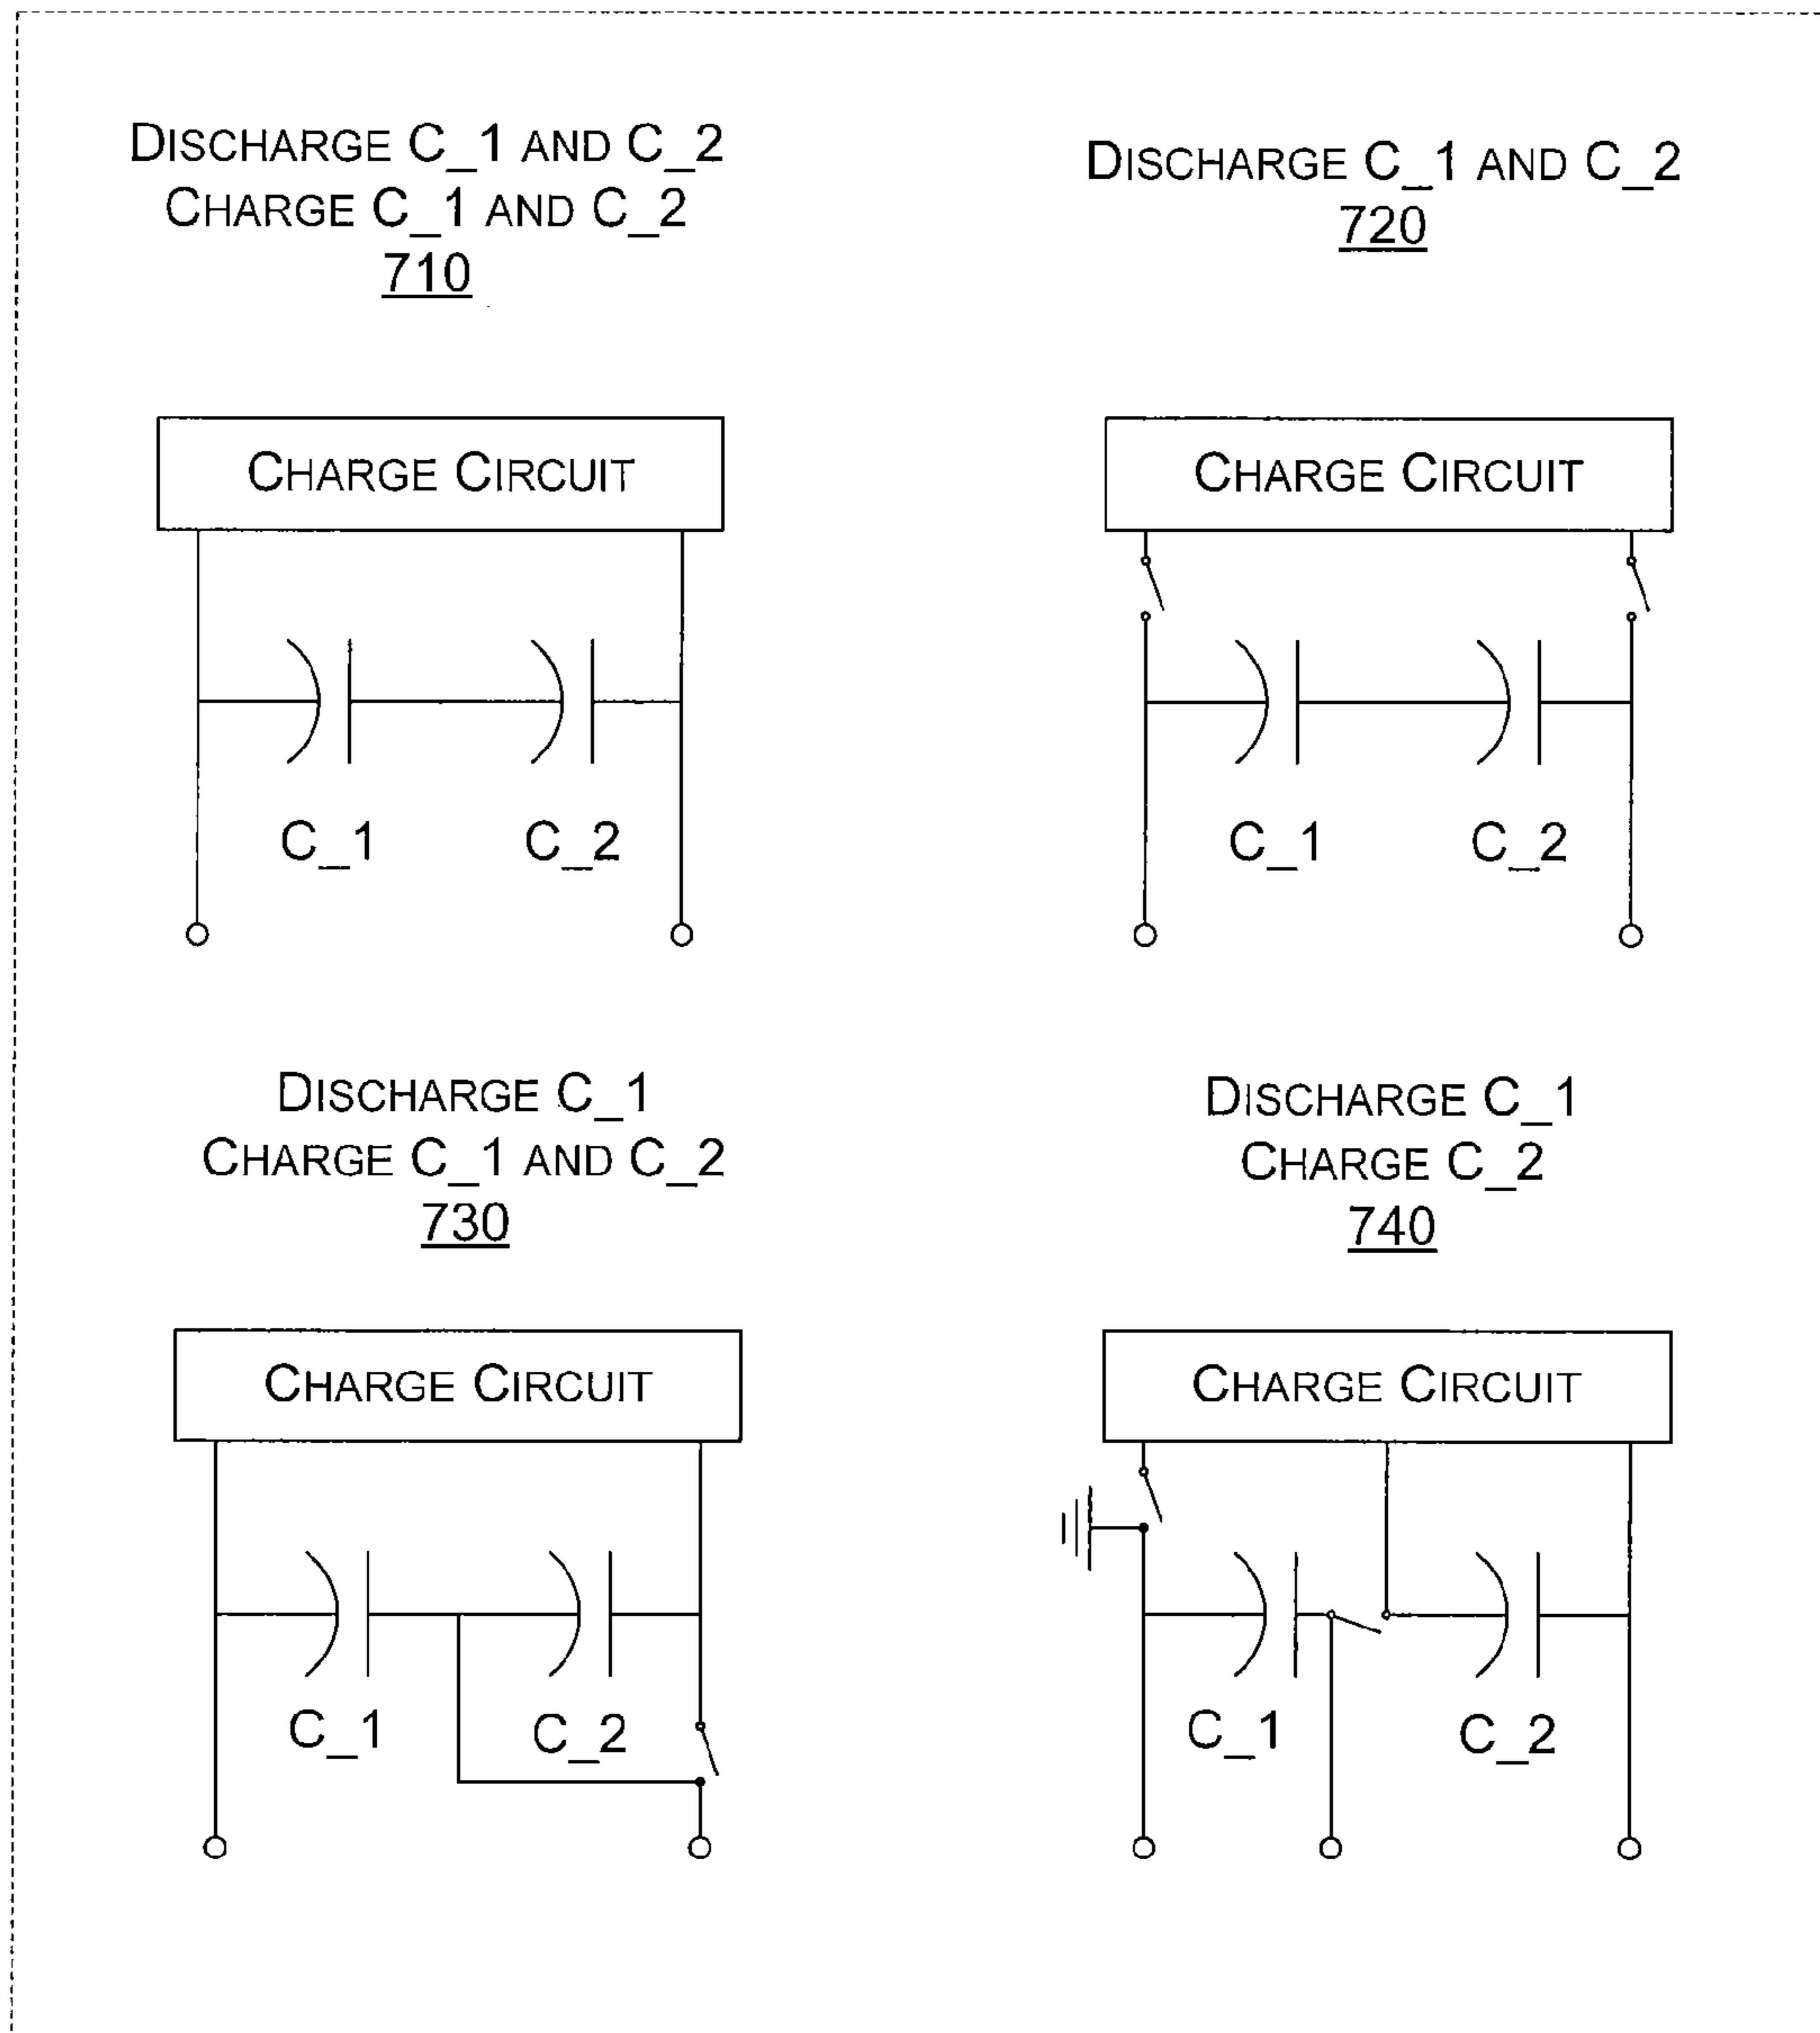 DISCHARGE C_1 AND C_2
CHARGE C_1 AND C_2
710
CHARGE CIRCUIT
C_1 C_2
DISCHARGE C_1 AND C_2
720
CHARGE CIRCUIT
C_1 C_2
DISCHARGE C_1
CHARGE C_1 AND C_2
730
CHARGE CIRCUIT
C_1 C_2
DISCHARGE C_1
CHARGE C_2
740
CHARGE CIRCUIT
C_1 C_2